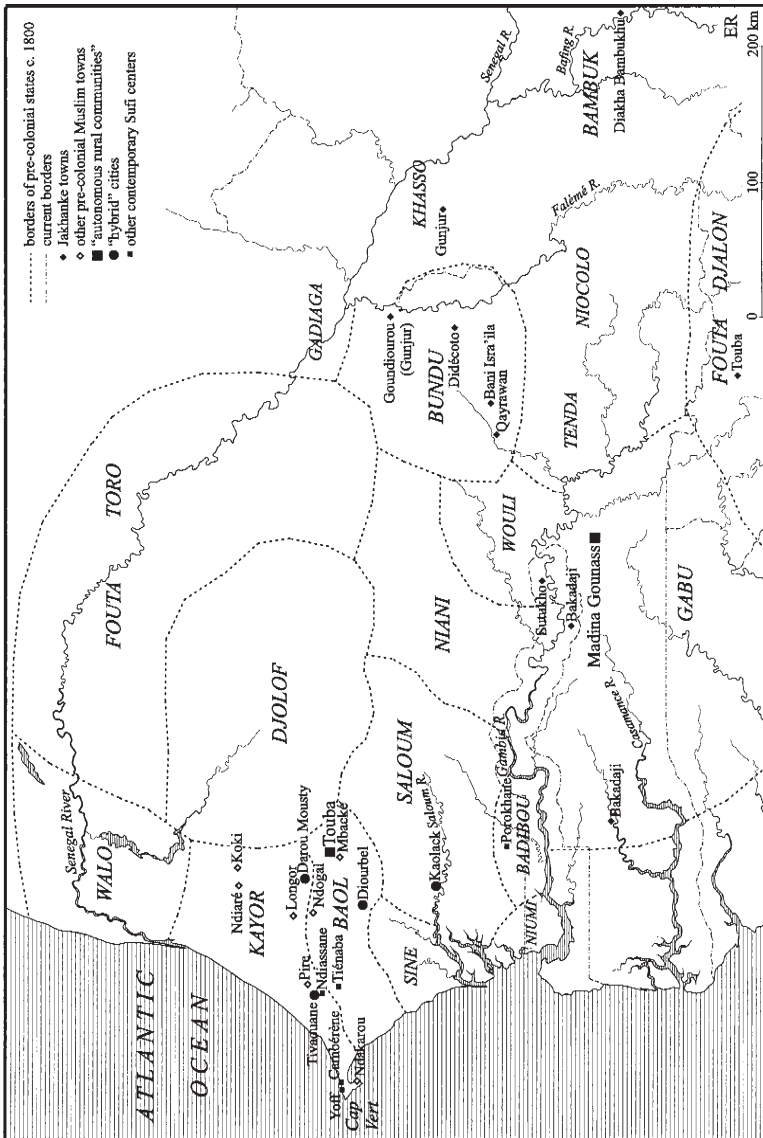 borders of pre-colonial states c. 1800
current borders
Jakhanke towns
other pre-colonial Muslim towns
"autonomous rural communities"
"hybrid" cities
other contemporary Sufi centers
ATLANTIC
OCEAN
Senegal River
WALO
FOUTA
TORO
GADIAGA
Senegal R.
Ndiaré
Koki
KAYOR
DJOLOF
Goundiourou
(Gunjur)
KHASSO
Gunjur
Bafing R.
BAMBUK
Diakha Bambukhu
Longor
Darou Mousty
Pire
Ndogal
Touba
Mbacké
Tivaouane
Ndiassane
Tiénaba
BAOL
Diourbel
Yoff
Cambérène
Cap
Vert
Ndakarou
BUNDU
Didécoto
Bani Isra'ila
Qayrawan
Falémé R.
SALOUM
Kaolack
Saloum R.
SINE
NIANI
WOULI
NIOCOLO
TENDA
Porokhane
Gambia R.
BADIBOU
NIUMI
Sutukho
Bakadaji
Madina Gounass
Bakadaji
Casamance R.
GABU
FOUTA
DJALON
Touba
0
100
200 km
ER